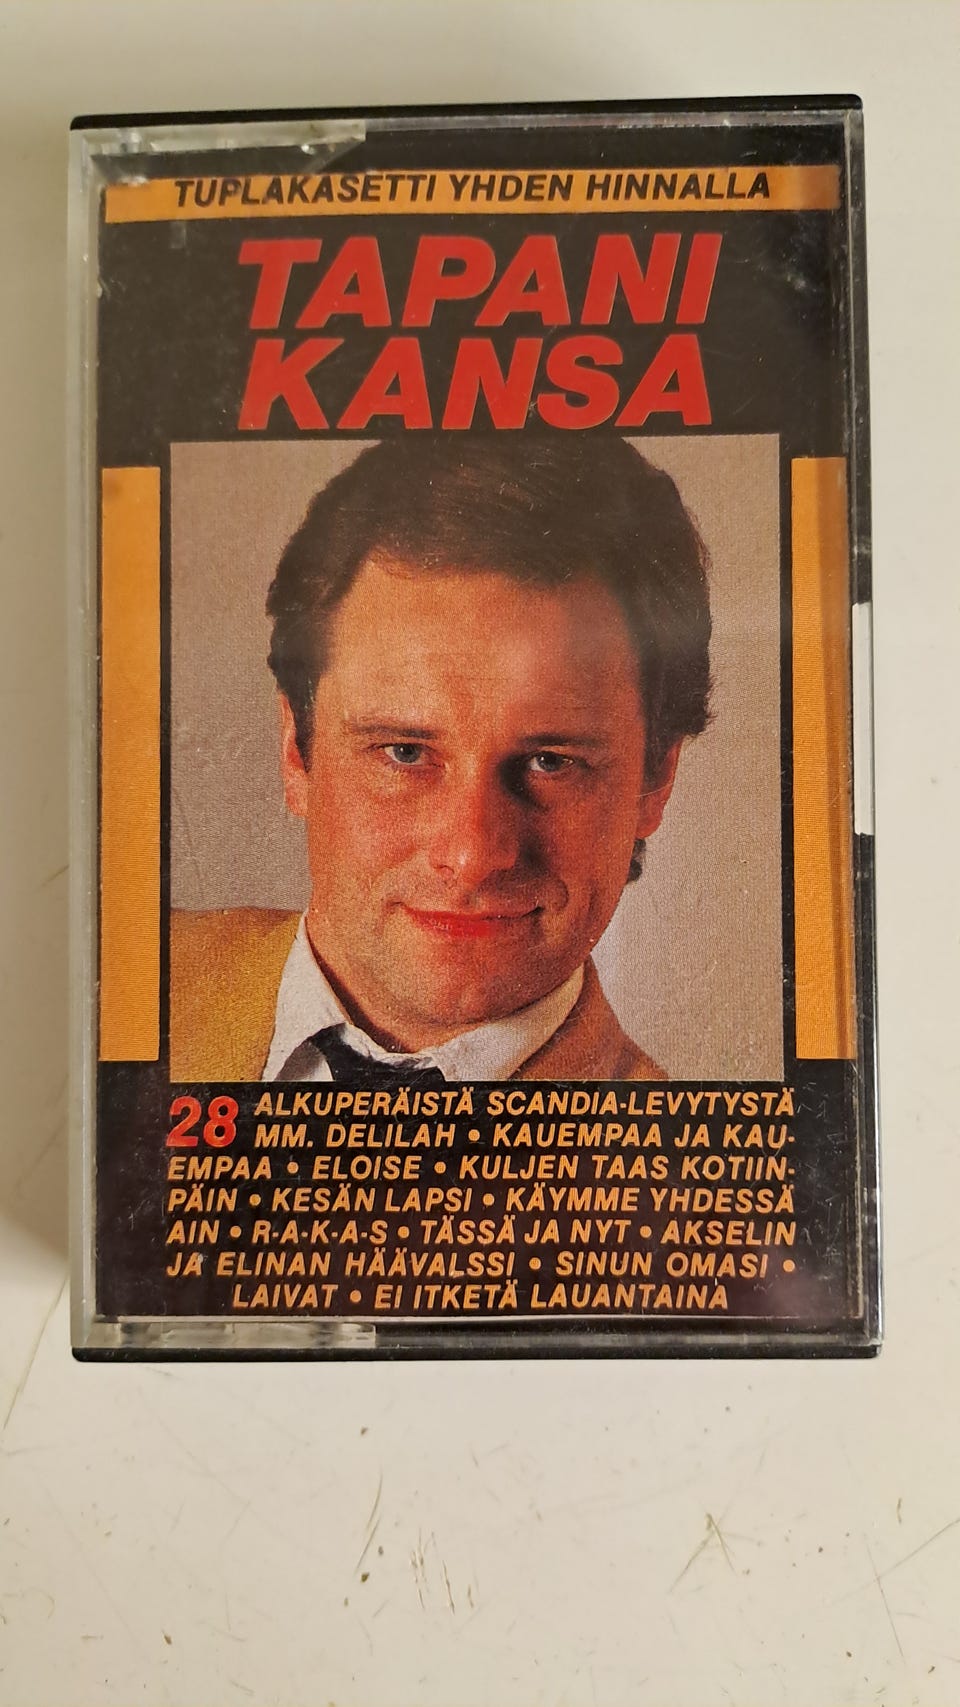 TUPLAKASETTI YHDEN HINNALLA
TAPANI
KANSA
28 ALKUPERÄISTÄ SCANDIA-LEVYTYSTÄ
MM. DELILAH • KAUEMPAA JA KAU-
EMPAA • ELOISE • KULJEN TAAS KOTIIN-
PÄIN • KESÄN LAPSI • KÄYMME YHDESSÄ
AIN • R-A-K-A-S • TÄSSÄ JA NYT • AKSELIN
JA ELINAN HÄÄVALSSI • SINUN OMASI •
LAIVAT • EI ITKETÄ LAUANTAINA